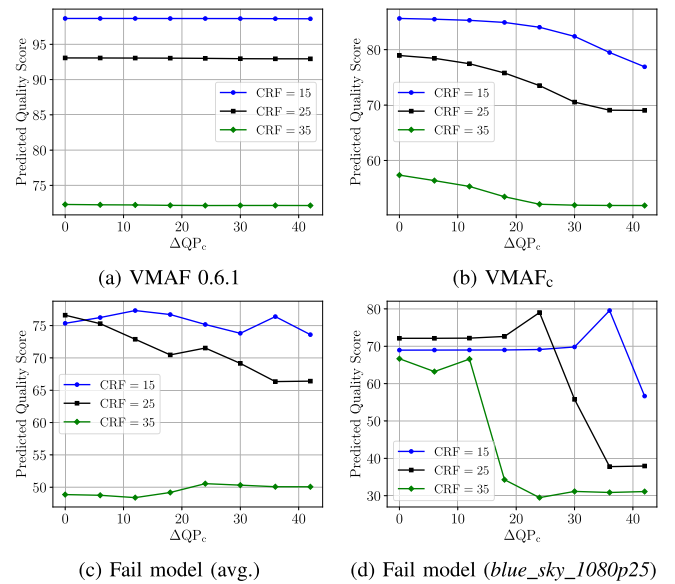 95
90
85
80
75
Predicted Quality Score
CRF = 15
CRF = 25
CRF = 35
0 10 20 30 40
ΔQPc
(a) VMAF 0.6.1
80
70
60
Predicted Quality Score
CRF = 15
CRF = 25
CRF = 35
0 10 20 30 40
ΔQPc
(b) VMAFc
75
70
65
60
55
50
Predicted Quality Score
CRF = 15
CRF = 25
CRF = 35
0 10 20 30 40
ΔQPc
(c) Fail model (avg.)
80
70
60
50
40
30
Predicted Quality Score
CRF = 15
CRF = 25
CRF = 35
0 10 20 30 40
ΔQPc
(d) Fail model (blue_sky_1080p25)